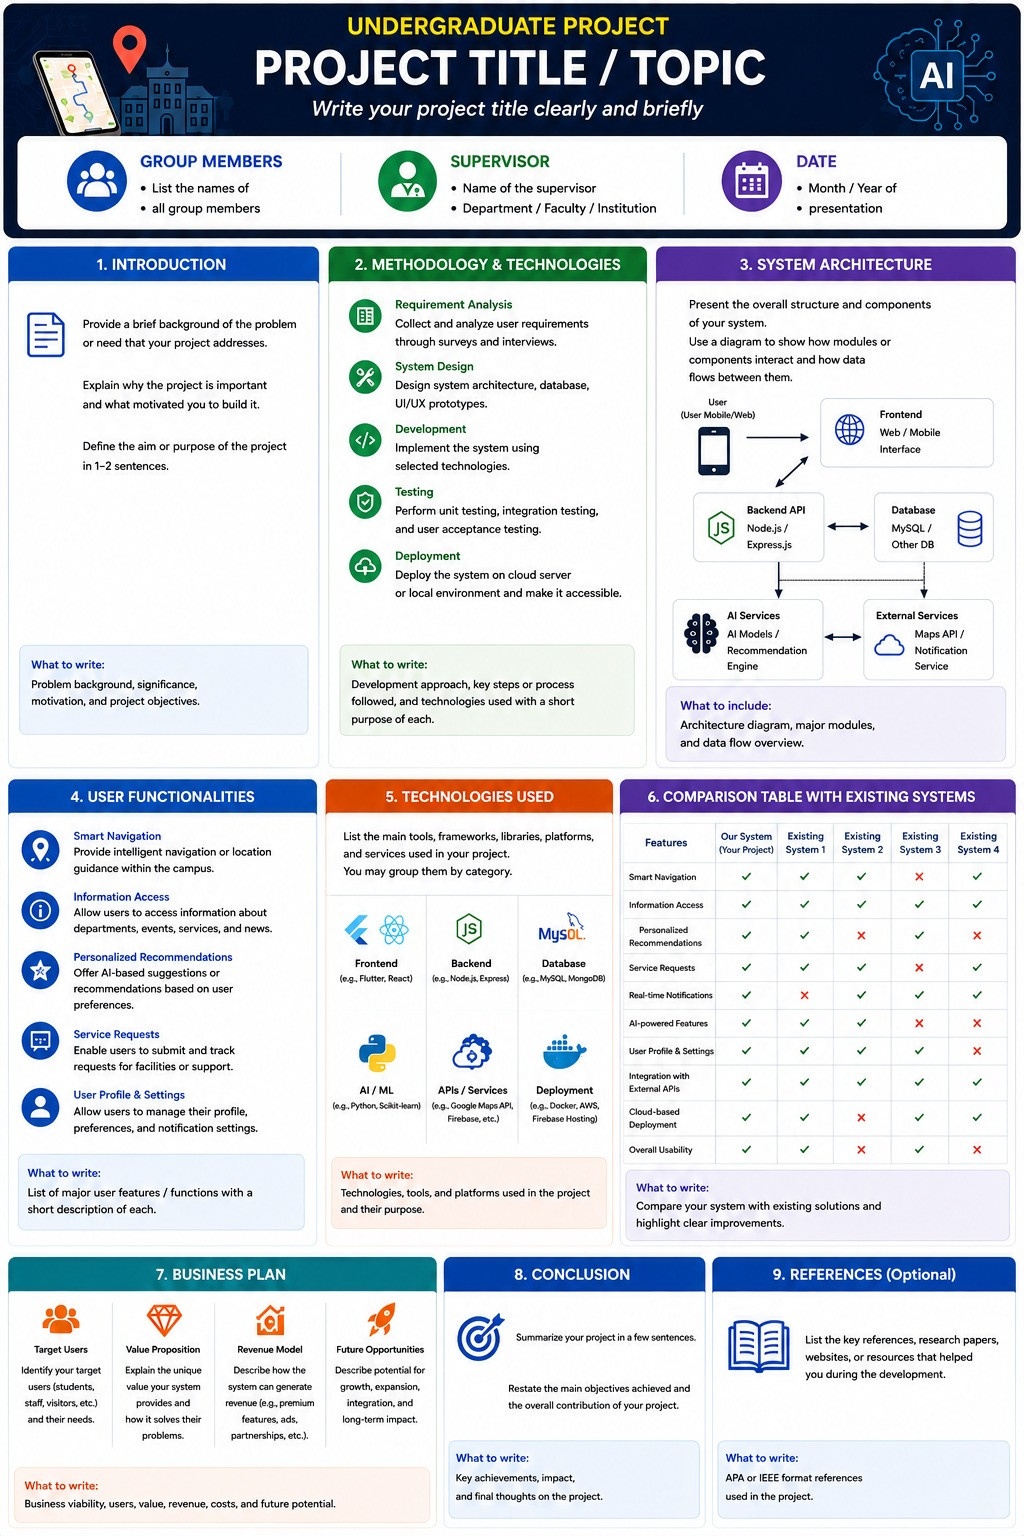 UNDERGRADUATE PROJECT
PROJECT TITLE / TOPIC
Write your project title clearly and briefly
AI
GROUP MEMBERS
• List the names of
• all group members
SUPERVISOR
• Name of the supervisor
• Department / Faculty / Institution
DATE
• Month / Year of
• presentation
1. INTRODUCTION
Provide a brief background of the problem
or need that your project addresses.
Explain why the project is important
and what motivated you to build it.
Define the aim or purpose of the project
in 1–2 sentences.
What to write:
Problem background, significance,
motivation, and project objectives.
2. METHODOLOGY & TECHNOLOGIES
Requirement Analysis
Collect and analyze user requirements
through surveys and interviews.
System Design
Design system architecture, database,
UI/UX prototypes.
Development
Implement the system using
selected technologies.
Testing
Perform unit testing, integration testing,
and user acceptance testing.
Deployment
Deploy the system on cloud server
or local environment and make it accessible.
What to write:
Development approach, key steps or process
followed, and technologies used with a short
purpose of each.
3. SYSTEM ARCHITECTURE
Present the overall structure and components
of your system.
Use a diagram to show how modules or
components interact and how data
flows between them.
User
(User Mobile/Web)
Frontend
Web / Mobile
Interface
JS
Backend API
Node.js /
Express.js
Database
MySQL /
Other DB
AI Services
AI Models /
Recommendation
Engine
External Services
Maps API /
Notification
Service
What to include:
Architecture diagram, major modules,
and data flow overview.
4. USER FUNCTIONALITIES
Smart Navigation
Provide intelligent navigation or location
guidance within the campus.
Information Access
Allow users to access information about
departments, events, services, and news.
Personalized Recommendations
Offer AI-based suggestions or
recommendations based on user
preferences.
Service Requests
Enable users to submit and track
requests for facilities or support.
User Profile & Settings
Allow users to manage their profile,
preferences, and notification settings.
What to write:
List of major user features / functions with a
short description of each.
5. TECHNOLOGIES USED
List the main tools, frameworks, libraries, platforms,
and services used in your project.
You may group them by category.
Frontend
(e.g., Flutter, React)
JS
Backend
(e.g., Node.js, Express)
MySQL
Database
(e.g., MySQL, MongoDB)
AI / ML
(e.g., Python, Scikit-learn)
APIs / Services
(e.g., Google Maps API,
Firebase, etc.)
Deployment
(e.g., Docker, AWS,
Firebase Hosting)
What to write:
Technologies, tools, and platforms used in the project
and their purpose.
6. COMPARISON TABLE WITH EXISTING SYSTEMS
Features
Our System
(Your Project)
Existing
System 1
Existing
System 2
Existing
System 3
Existing
System 4
Smart Navigation ✓ ✓ ✓ ✗ ✓
Information Access ✓ ✓ ✓ ✓ ✓
Personalized
Recommendations ✓ ✓ ✗ ✓ ✗
Service Requests ✓ ✓ ✓ ✗ ✓
Real-time Notifications ✓ ✗ ✓ ✓ ✓
AI-powered Features ✓ ✓ ✓ ✗ ✗
User Profile & Settings ✓ ✓ ✓ ✓ ✗
Integration with
External APIs ✓ ✓ ✓ ✓ ✓
Cloud-based
Deployment ✓ ✓ ✗ ✓ ✓
Overall Usability ✓ ✓ ✗ ✓ ✗
What to write:
Compare your system with existing solutions and
highlight clear improvements.
7. BUSINESS PLAN
Target Users
Identify your target
users (students,
staff, visitors, etc.)
and their needs.
Value Proposition
Explain the unique
value your system
provides and
how it solves their
problems.
Revenue Model
Describe how the
system can generate
revenue (e.g., premium
features, ads,
partnerships, etc.).
Future Opportunities
Describe potential for
growth, expansion,
integration, and
long-term impact.
What to write:
Business viability, users, value, revenue, costs, and future potential.
8. CONCLUSION
Summarize your project in a few sentences.
Restate the main objectives achieved and
the overall contribution of your project.
What to write:
Key achievements, impact,
and final thoughts on the project.
9. REFERENCES (Optional)
List the key references, research papers,
websites, or resources that helped
you during the development.
What to write:
APA or IEEE format references
used in the project.